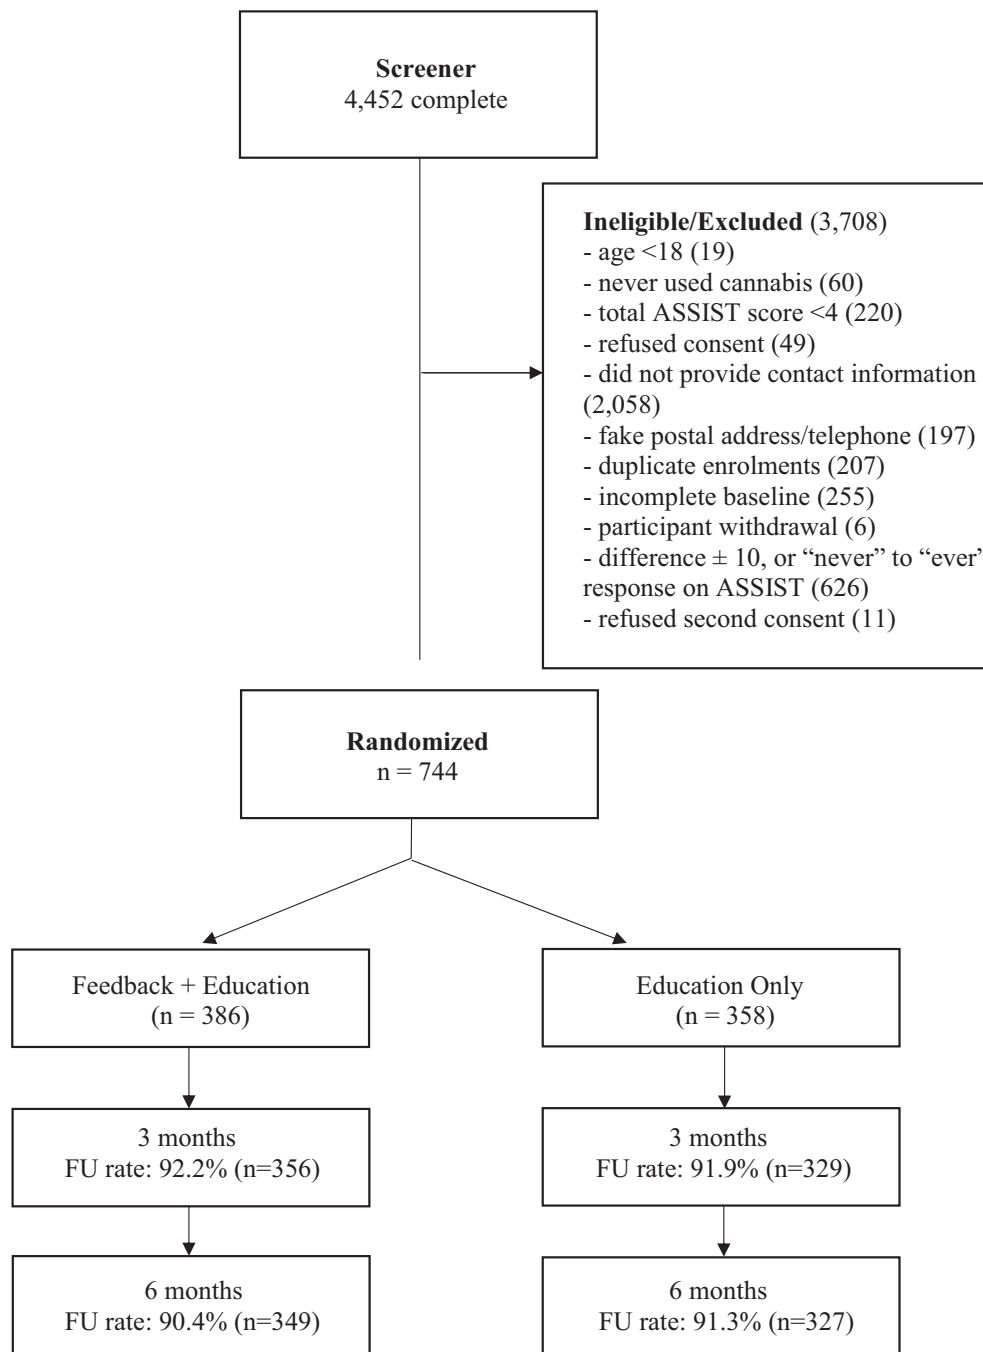 Screener
4,452 complete
Ineligible/Excluded (3,708)
- age <18 (19)
- never used cannabis (60)
- total ASSIST score <4 (220)
- refused consent (49)
- did not provide contact information
(2,058)
- fake postal address/telephone (197)
- duplicate enrolments (207)
- incomplete baseline (255)
- participant withdrawal (6)
- difference ± 10, or “never” to “ever”
response on ASSIST (626)
- refused second consent (11)
Randomized
n = 744
Feedback + Education
(n = 386)
Education Only
(n = 358)
3 months
FU rate: 92.2% (n=356)
3 months
FU rate: 91.9% (n=329)
6 months
FU rate: 90.4% (n=349)
6 months
FU rate: 91.3% (n=327)